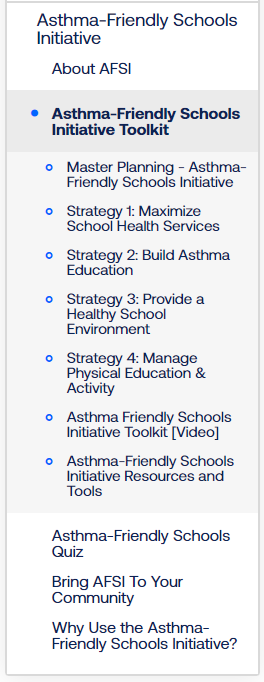 Asthma-Friendly Schools
Initiative
About AFSI
Asthma-Friendly Schools
Initiative Toolkit
Master Planning - Asthma-
Friendly Schools Initiative
Strategy 1: Maximize
School Health Services
Strategy 2: Build Asthma
Education
Strategy 3: Provide a
Healthy School
Environment
Strategy 4: Manage
Physical Education &
Activity
Asthma Friendly Schools
Initiative Toolkit [Video]
Asthma-Friendly Schools
Initiative Resources and
Tools
Asthma-Friendly Schools
Quiz
Bring AFSI To Your
Community
Why Use the Asthma-
Friendly Schools Initiative?